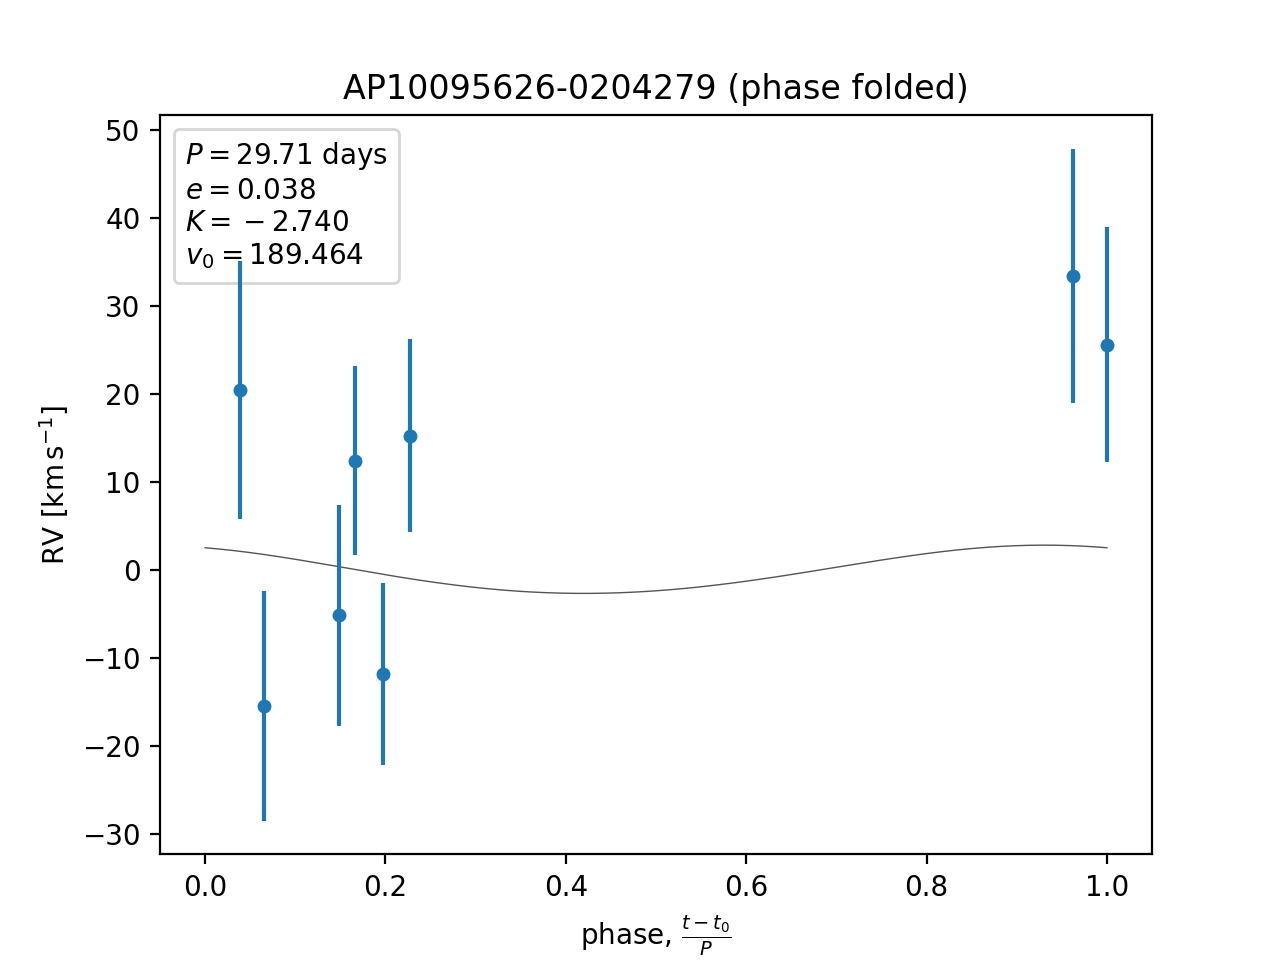 AP10095626-0204279 (phase folded)
P = 29.71 days
e = 0.038
K = −2.740
v₀ = 189.464
50
40
30
20
10
0
−10
−20
−30
RV [km s⁻¹]
0.0 0.2 0.4 0.6 0.8 1.0
phase, (t − t₀)/P